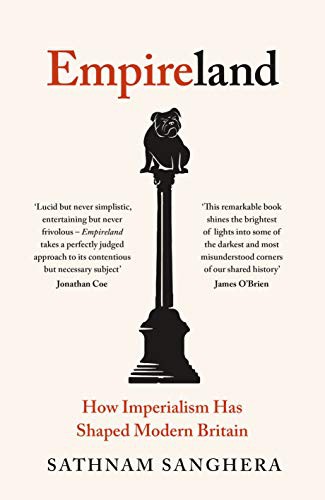 Empireland
‘Lucid but never simplistic,
entertaining but never
frivolous – Empireland
takes a perfectly judged
approach to its contentious
but necessary subject’
Jonathan Coe
‘This remarkable book
shines the brightest
of lights into some of
the darkest and most
misunderstood corners
of our shared history’
James O’Brien
How Imperialism Has
Shaped Modern Britain
SATHNAM SANGHERA